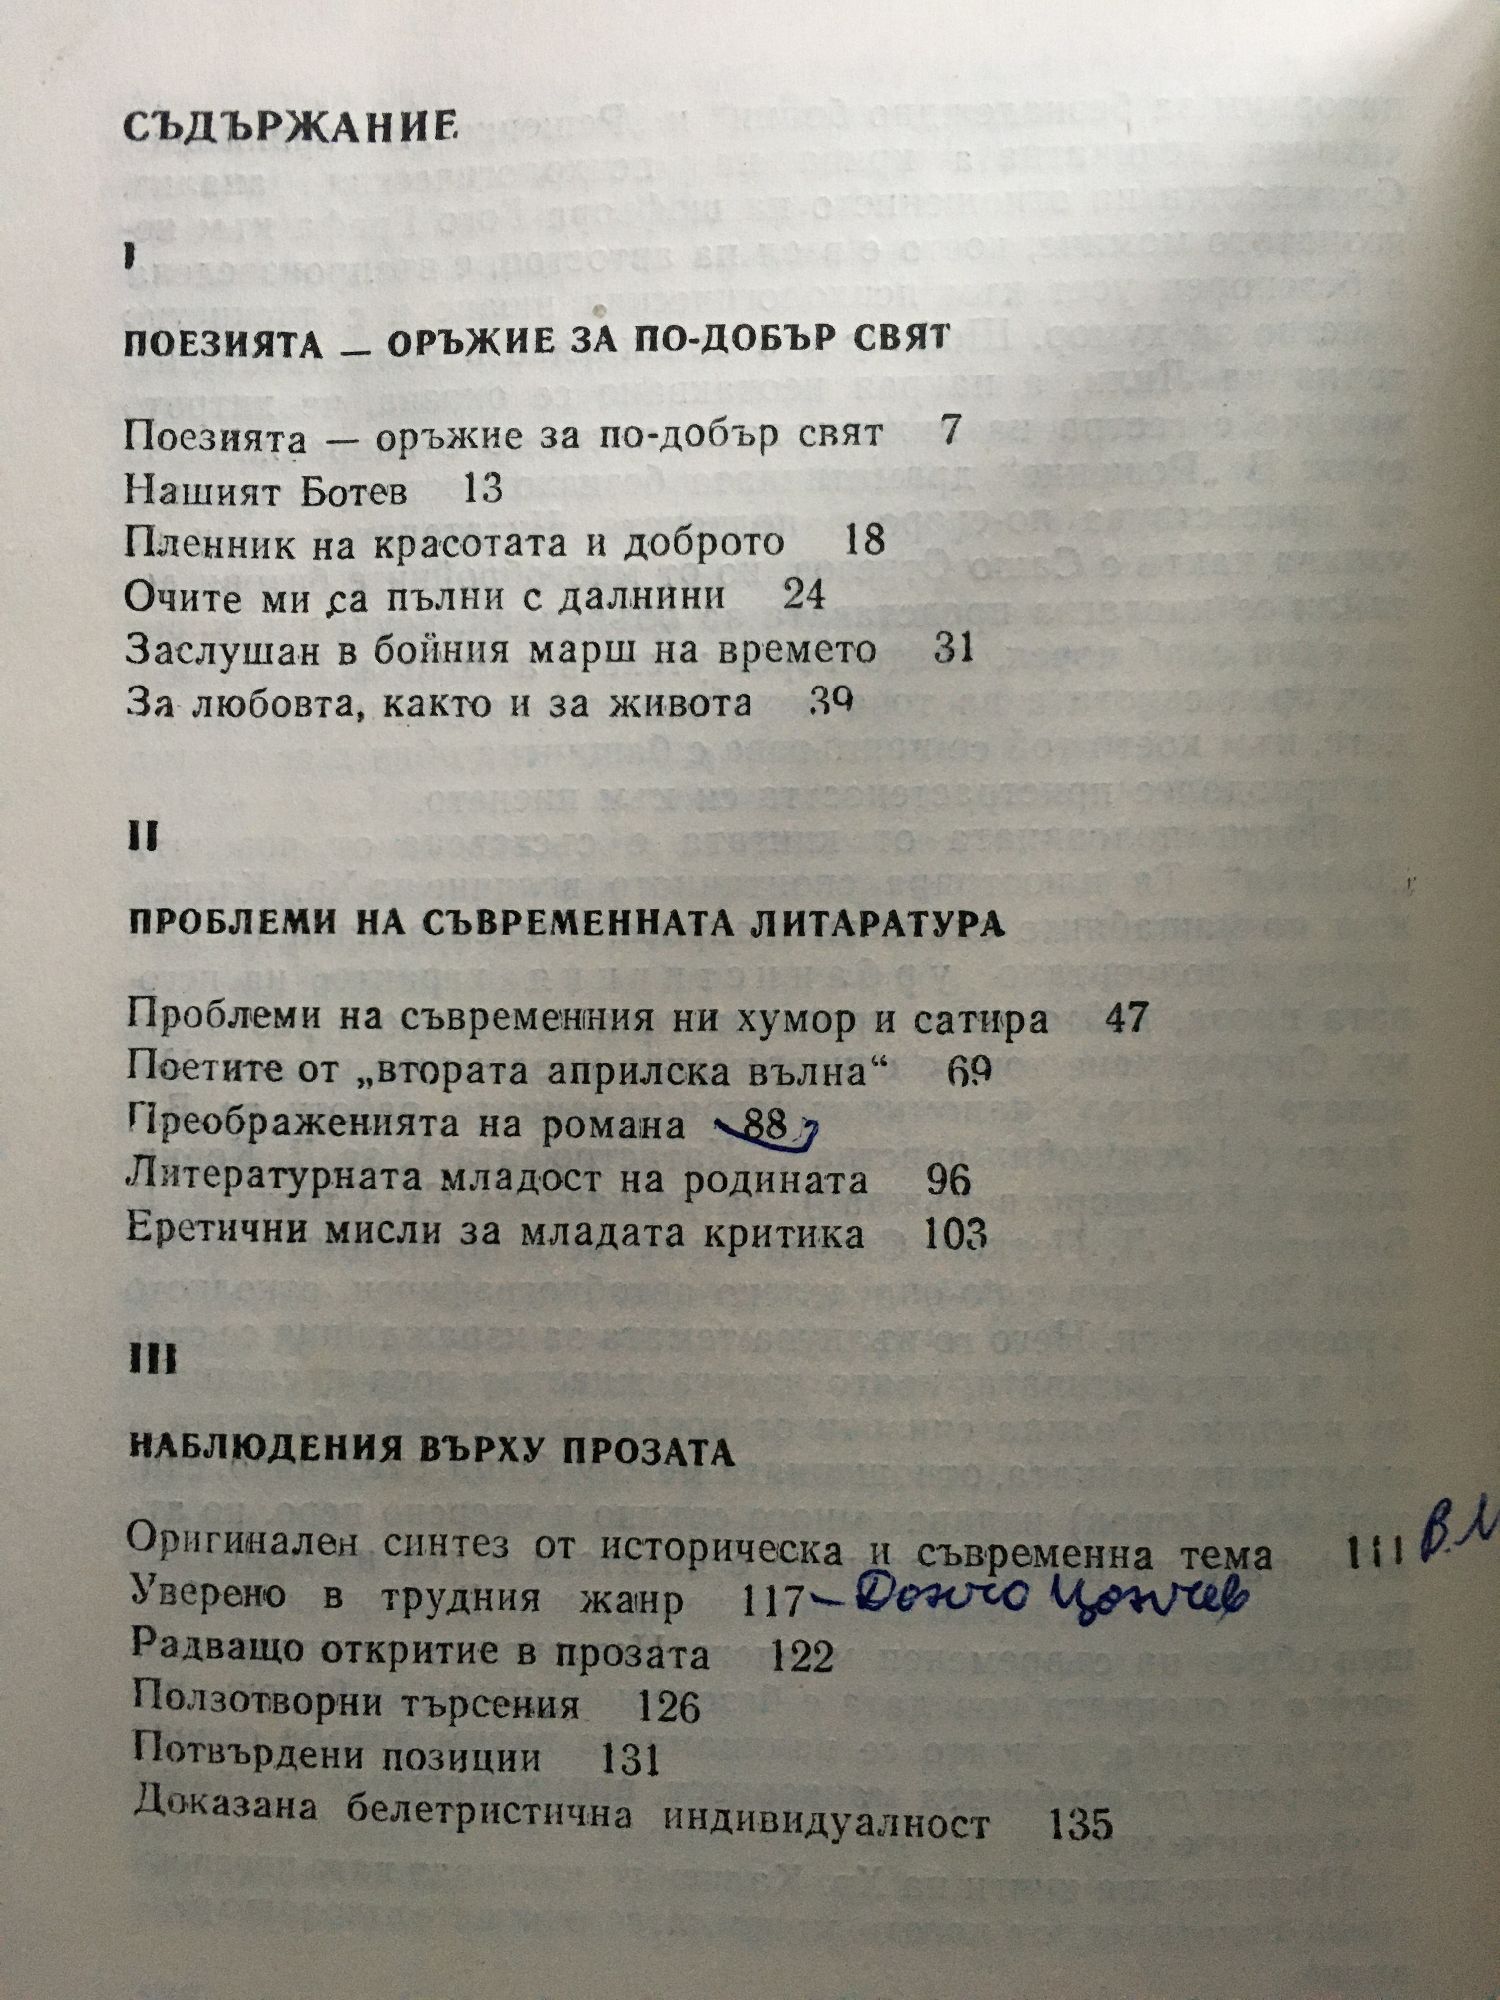 СЪДЪРЖАНИЕ
I
ПОЕЗИЯТА — ОРЪЖИЕ ЗА ПО-ДОБЪР СВЯТ
Поезията — оръжие за по-добър свят 7
Нашият Ботев 13
Пленник на красотата и доброто 18
Очите ми са пълни с далнини 24
Заслушан в бойния марш на времето 31
За любовта, както и за живота 39
II
ПРОБЛЕМИ НА СЪВРЕМЕННАТА ЛИТАРАТУРА
Проблеми на съвременния ни хумор и сатира 47
Поетите от „втората априлска вълна“ 69
Преображенията на романа 88
Литературната младост на родината 96
Еретични мисли за младата критика 103
III
НАБЛЮДЕНИЯ ВЪРХУ ПРОЗАТА
Оригинален синтез от историческа и съвременна тема 111 В.
Уверено в трудния жанр 117 – Дончо Цончев
Радващо откритие в прозата 122
Ползотворни търсения 126
Потвърдени позиции 131
Доказана белетристична индивидуалност 135